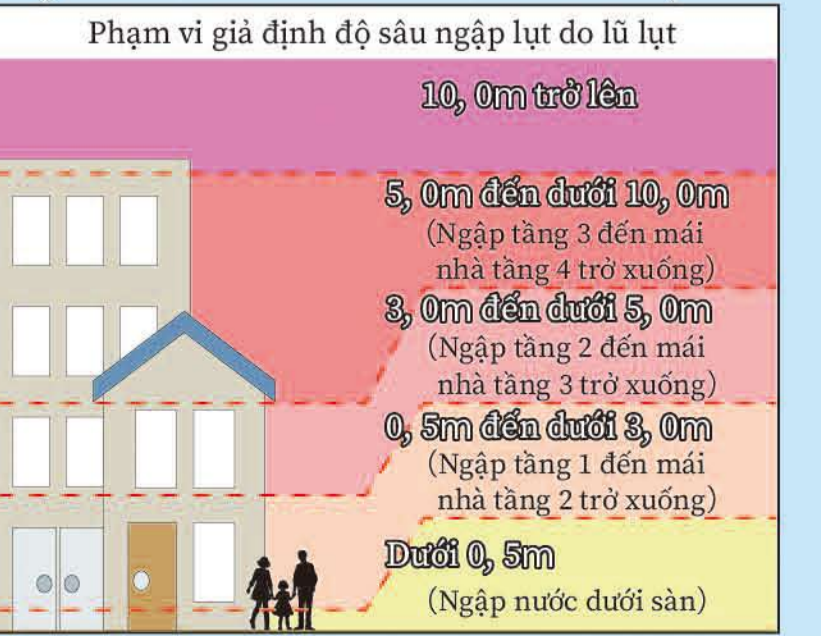 Phạm vi giả định độ sâu ngập lụt do lũ lụt
10, 0m trở lên
5, 0m đến dưới 10, 0m
(Ngập tầng 3 đến mái
nhà tầng 4 trở xuống)
3, 0m đến dưới 5, 0m
(Ngập tầng 2 đến mái
nhà tầng 3 trở xuống)
0, 5m đến dưới 3, 0m
(Ngập tầng 1 đến mái
nhà tầng 2 trở xuống)
Dưới 0, 5m
(Ngập nước dưới sàn)